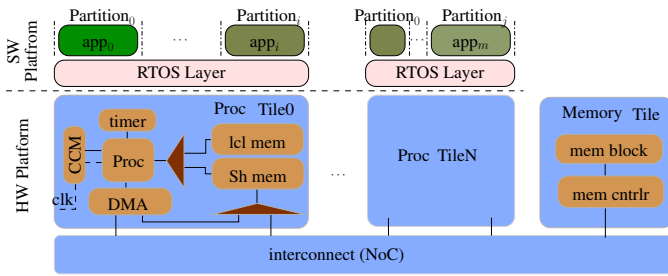 Partition₀ Partitionᵢ Partition₀ Partitionⱼ
SW Platfrom
app₀ ... appᵢ ... appₘ
RTOS Layer RTOS Layer
HW Platform
Proc Tile0
timer
CCM
Proc
lcl mem
Sh mem
clk
DMA
...
Proc TileN
Memory Tile
mem block
mem cntrlr
interconnect (NoC)